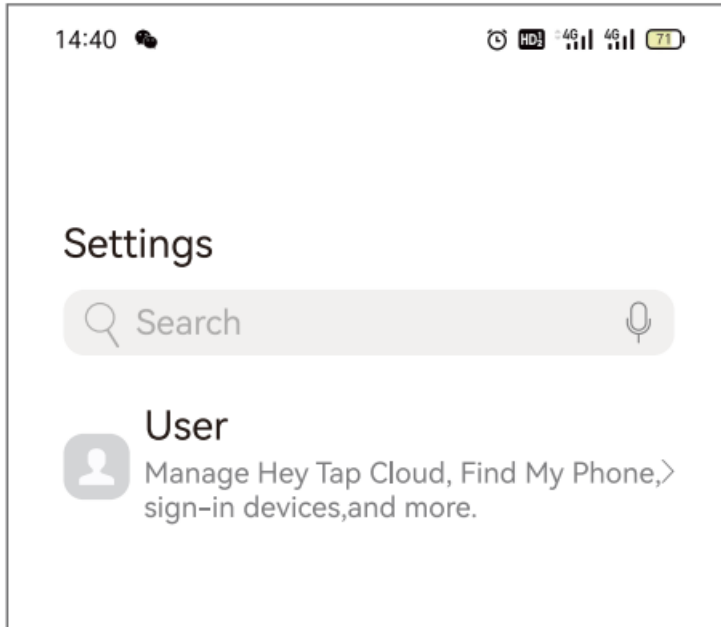 14:40 HD 4G 4G 71
Settings
Search
User
Manage Hey Tap Cloud, Find My Phone,
sign-in devices,and more.